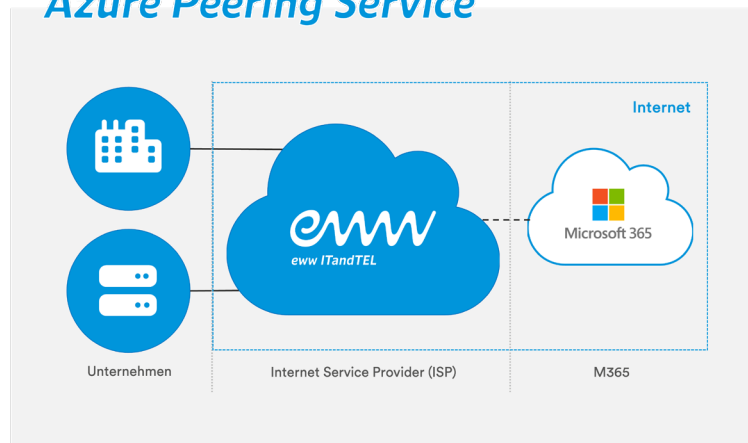 Azure Peering Service
Internet
eww
eww ITandTEL
Microsoft 365
Unternehmen
Internet Service Provider (ISP)
M365